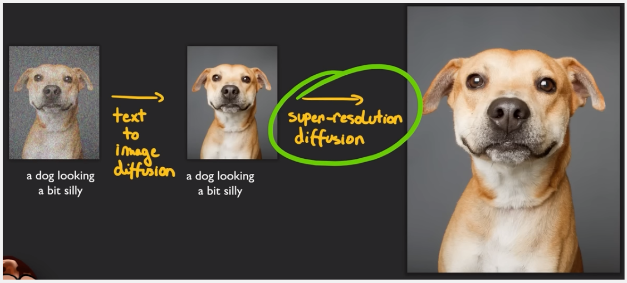 text
to
image
diffusion
super-resolution
diffusion
a dog looking
a bit silly
a dog looking
a bit silly